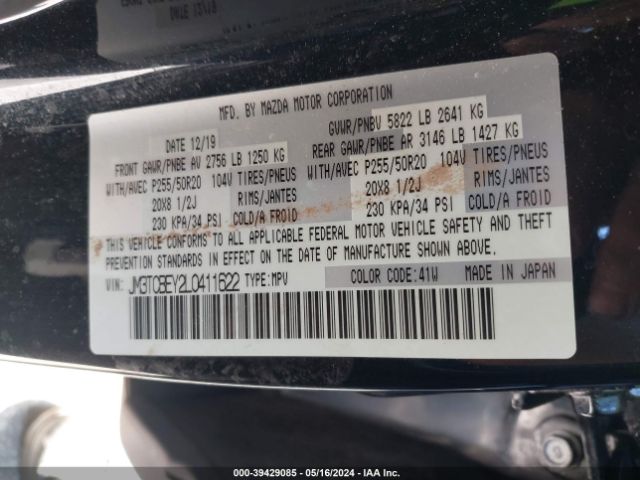 MFD. BY MAZDA MOTOR CORPORATION
DATE 12/19
GVWR/PNBV 5822 LB 2641 KG
FRONT GAWR/PNBE AV 2756 LB 1250 KG
REAR GAWR/PNBE AR 3146 LB 1427 KG
WITH/AVEC P255/50R20 104V TIRES/PNEUS
WITH/AVEC P255/50R20 104V TIRES/PNEUS
20X8 1/2J RIMS/JANTES
20X8 1/2J RIMS/JANTES
230 KPA/34 PSI COLD/A FROID
230 KPA/34 PSI COLD/A FROID
THIS VEHICLE CONFORMS TO ALL APPLICABLE FEDERAL MOTOR VEHICLE SAFETY AND THEFT
PREVENTION STANDARDS IN EFFECT ON THE DATE OF MANUFACTURE SHOWN ABOVE.
VIN: JM3TCBEY2L0411622 TYPE:MPV
COLOR CODE:41W MADE IN JAPAN
000-39429085 - 05/16/2024 - IAA Inc.